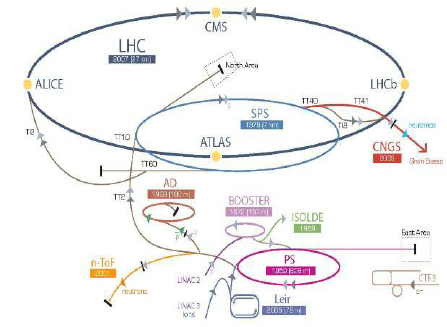 CMS
LHC
2007 (27 km)
North Area
ALICE
LHCb
TT40
TT41
SPS
1976 (7 km)
TI8
TI2
TT10
ATLAS
neutrinos
CNGS
2006
Gran Sasso
TT60
AD
1999 (182 m)
TT2
BOOSTER
1972 (157 m)
ISOLDE
1989
East Area
n-ToF
2001
neutrons
LINAC 2
PS
1959 (628 m)
CTF3
e-
LINAC 3
Ions
Leir
2005 (78 m)